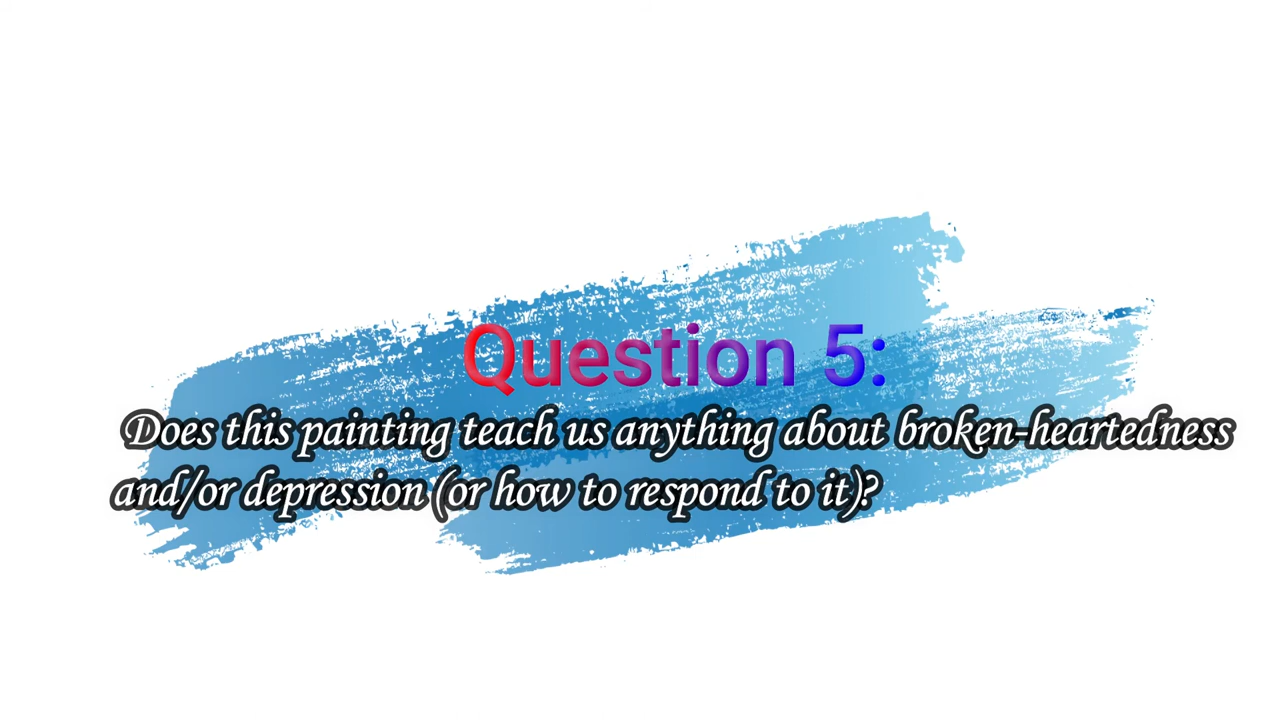 Question 5:
Does this painting teach us anything about broken-heartedness
and/or depression (or how to respond to it)?